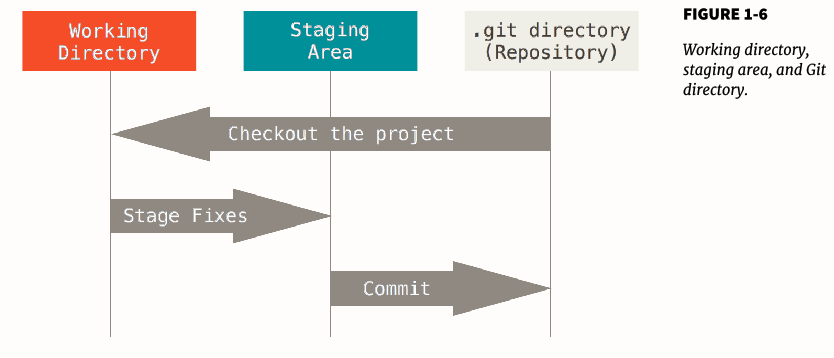 Working
Directory
Staging
Area
.git directory
(Repository)
Checkout the project
Stage Fixes
Commit
FIGURE 1-6
Working directory,
staging area, and Git
directory.